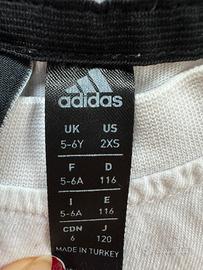 adidas
UK US
5-6Y 2XS
F D
5-6A 116
I E
5-6A 116
CDN J
6 120
MADE IN TURKEY